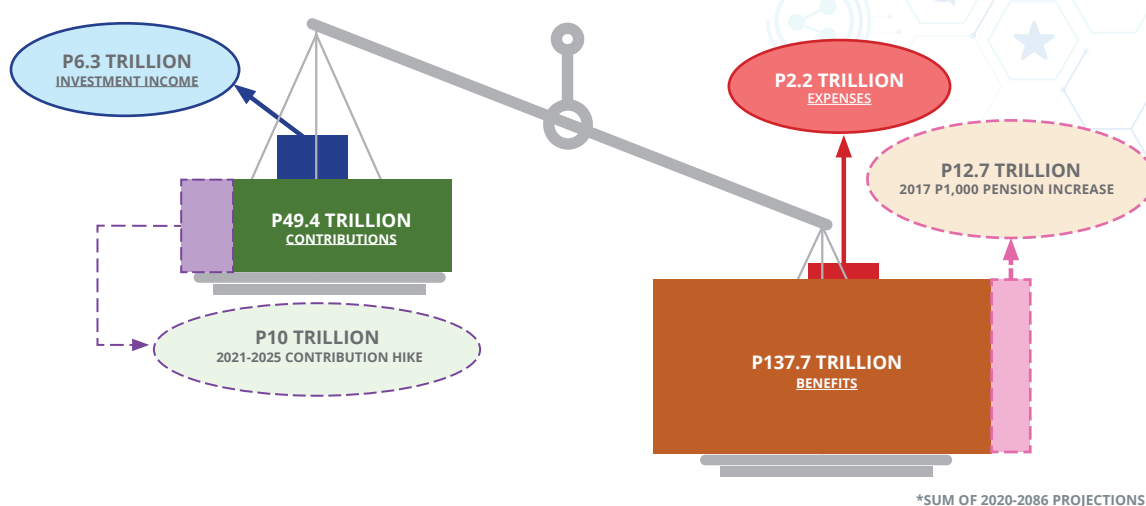 P6.3 TRILLION
INVESTMENT INCOME
P2.2 TRILLION
EXPENSES
P12.7 TRILLION
2017 P1,000 PENSION INCREASE
P49.4 TRILLION
CONTRIBUTIONS
P10 TRILLION
2021-2025 CONTRIBUTION HIKE
P137.7 TRILLION
BENEFITS
*SUM OF 2020-2086 PROJECTIONS